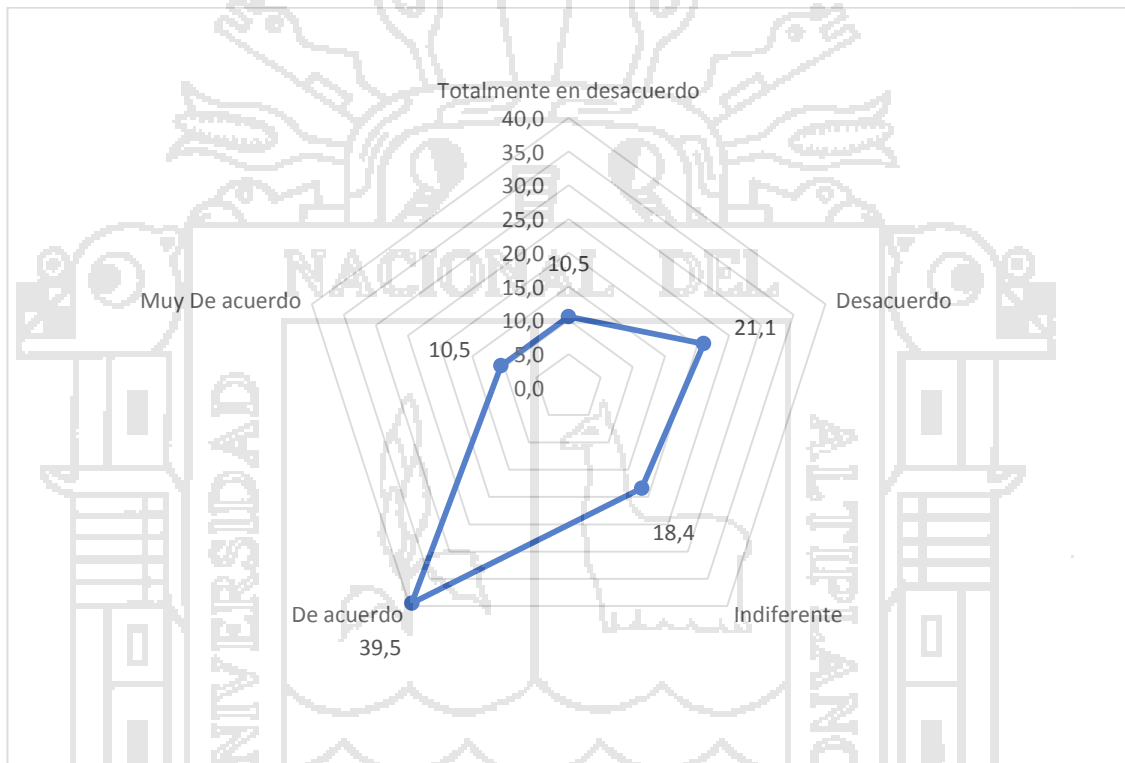 Totalmente en desacuerdo
40,0
35,0
30,0
25,0
20,0
15,0
10,0
5,0
0,0
10,5
Desacuerdo
21,1
18,4
Indiferente
De acuerdo
39,5
Muy De acuerdo
10,5
NACIONAL DEL
UNIVERSIDAD
ALTIPLANO